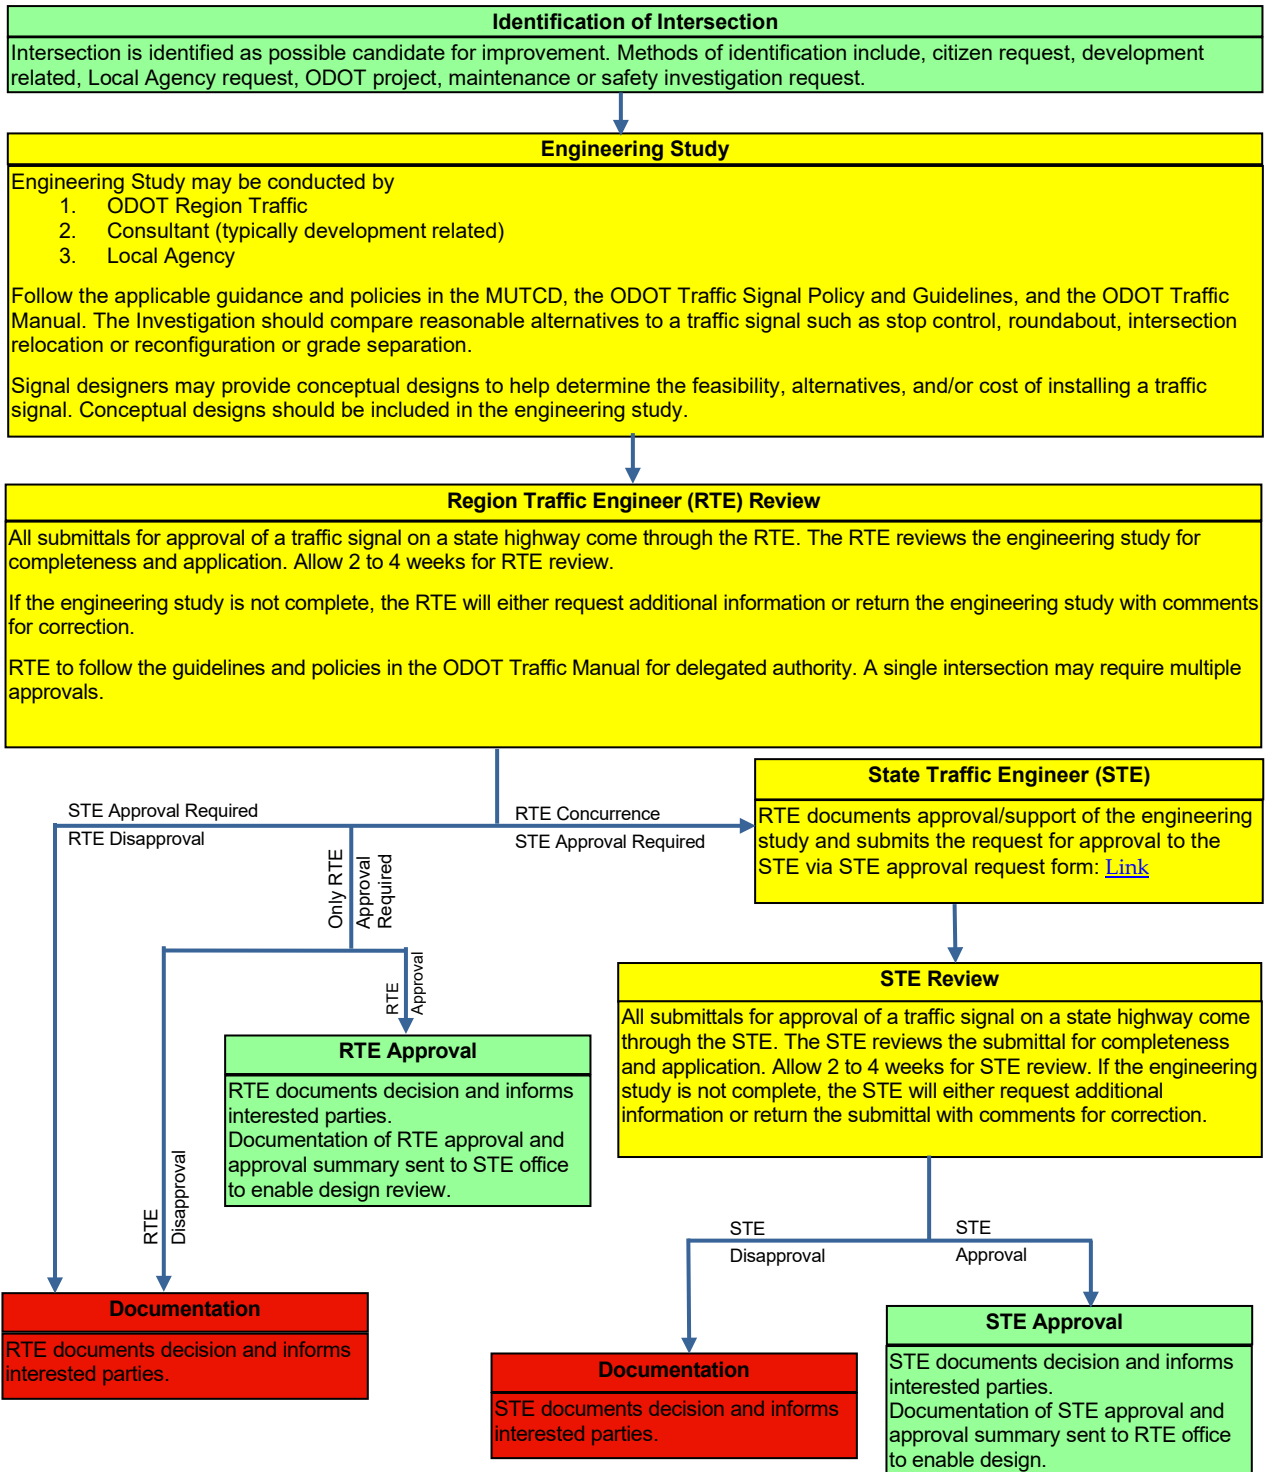 Identification of Intersection
Intersection is identified as possible candidate for improvement. Methods of identification include, citizen request, development
related, Local Agency request, ODOT project, maintenance or safety investigation request.
Engineering Study
Engineering Study may be conducted by
1. ODOT Region Traffic
2. Consultant (typically development related)
3. Local Agency
Follow the applicable guidance and policies in the MUTCD, the ODOT Traffic Signal Policy and Guidelines, and the ODOT Traffic
Manual. The Investigation should compare reasonable alternatives to a traffic signal such as stop control, roundabout, intersection
relocation or reconfiguration or grade separation.
Signal designers may provide conceptual designs to help determine the feasibility, alternatives, and/or cost of installing a traffic
signal. Conceptual designs should be included in the engineering study.
Region Traffic Engineer (RTE) Review
All submittals for approval of a traffic signal on a state highway come through the RTE. The RTE reviews the engineering study for
completeness and application. Allow 2 to 4 weeks for RTE review.
If the engineering study is not complete, the RTE will either request additional information or return the engineering study with comments
for correction.
RTE to follow the guidelines and policies in the ODOT Traffic Manual for delegated authority. A single intersection may require multiple
approvals.
STE Approval Required
RTE Disapproval
RTE Concurrence
STE Approval Required
Only RTE
Approval
Required
State Traffic Engineer (STE)
RTE documents approval/support of the engineering
study and submits the request for approval to the
STE via STE approval request form: Link
RTE
Approval
RTE Approval
RTE documents decision and informs
interested parties.
Documentation of RTE approval and
approval summary sent to STE office
to enable design review.
STE Review
All submittals for approval of a traffic signal on a state highway come
through the STE. The STE reviews the submittal for completeness
and application. Allow 2 to 4 weeks for STE review. If the engineering
study is not complete, the STE will either request additional
information or return the submittal with comments for correction.
RTE
Disapproval
STE
Disapproval
STE
Approval
Documentation
RTE documents decision and informs
interested parties.
Documentation
STE documents decision and informs
interested parties.
STE Approval
STE documents decision and informs
interested parties.
Documentation of STE approval and
approval summary sent to RTE office
to enable design.